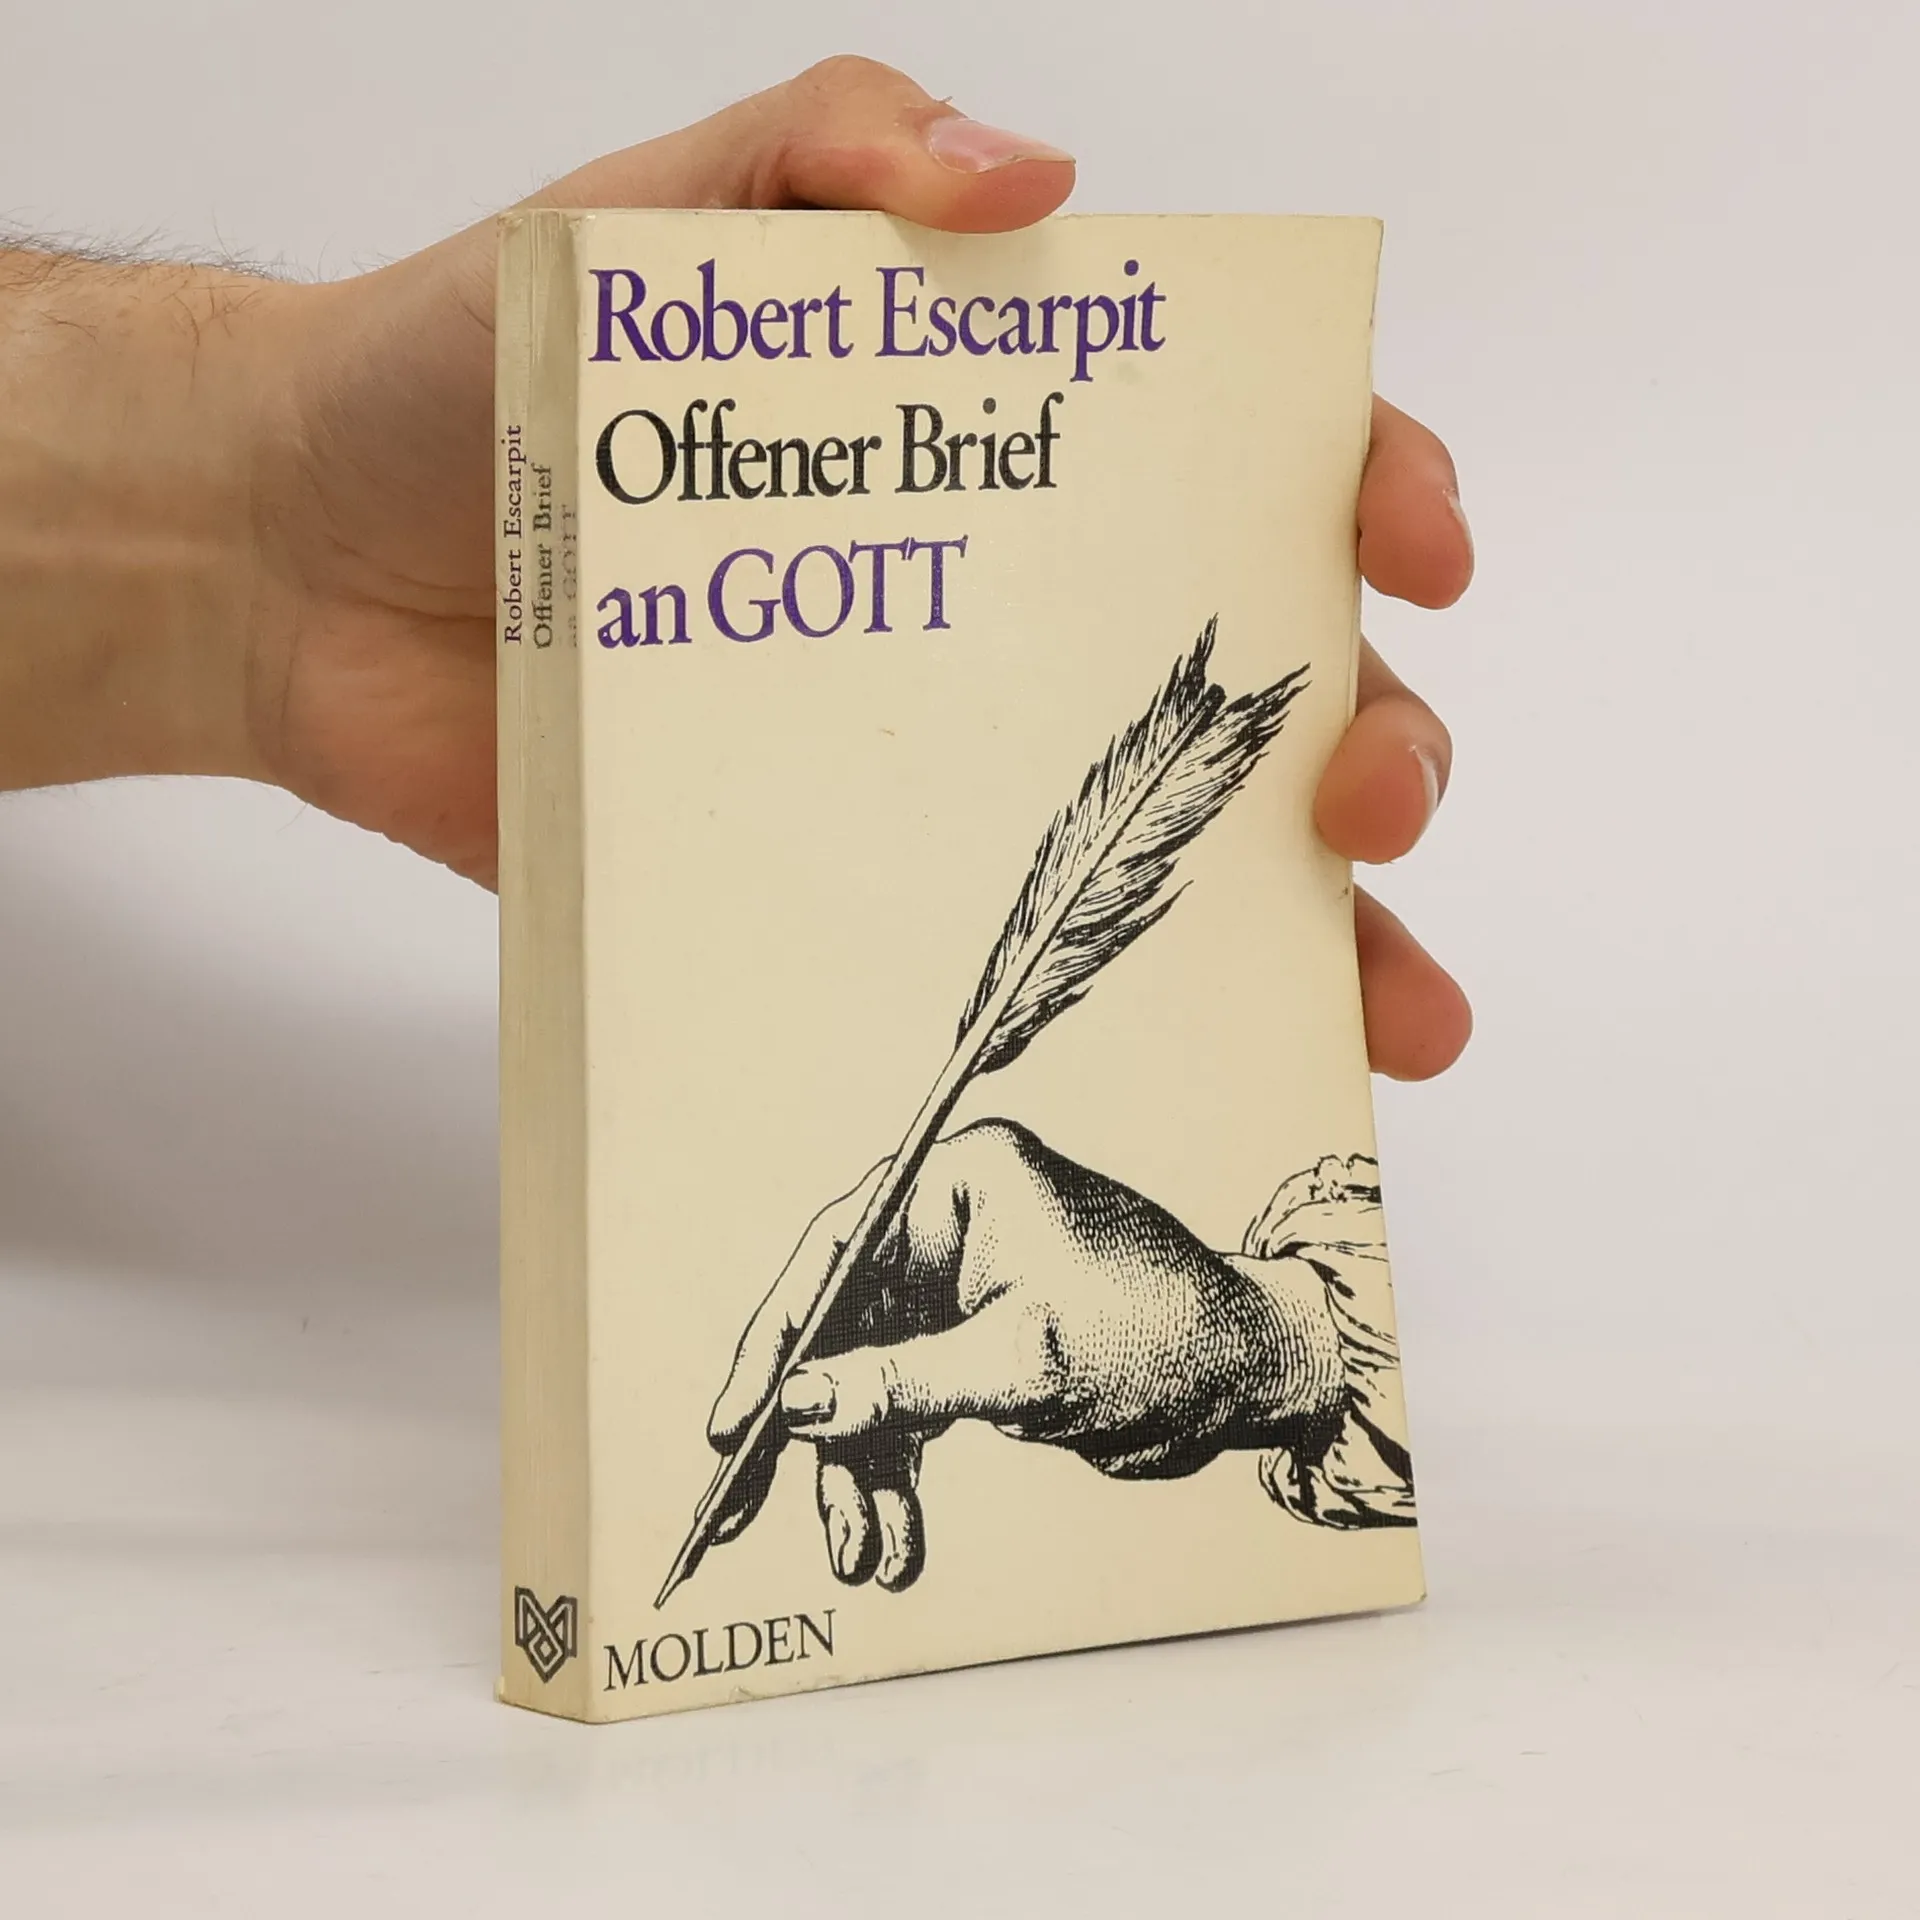 Robert Escarpit
Offener Brief
an GOTT
MOLDEN
Robert Escarpit
Offener Brief
an GOTT